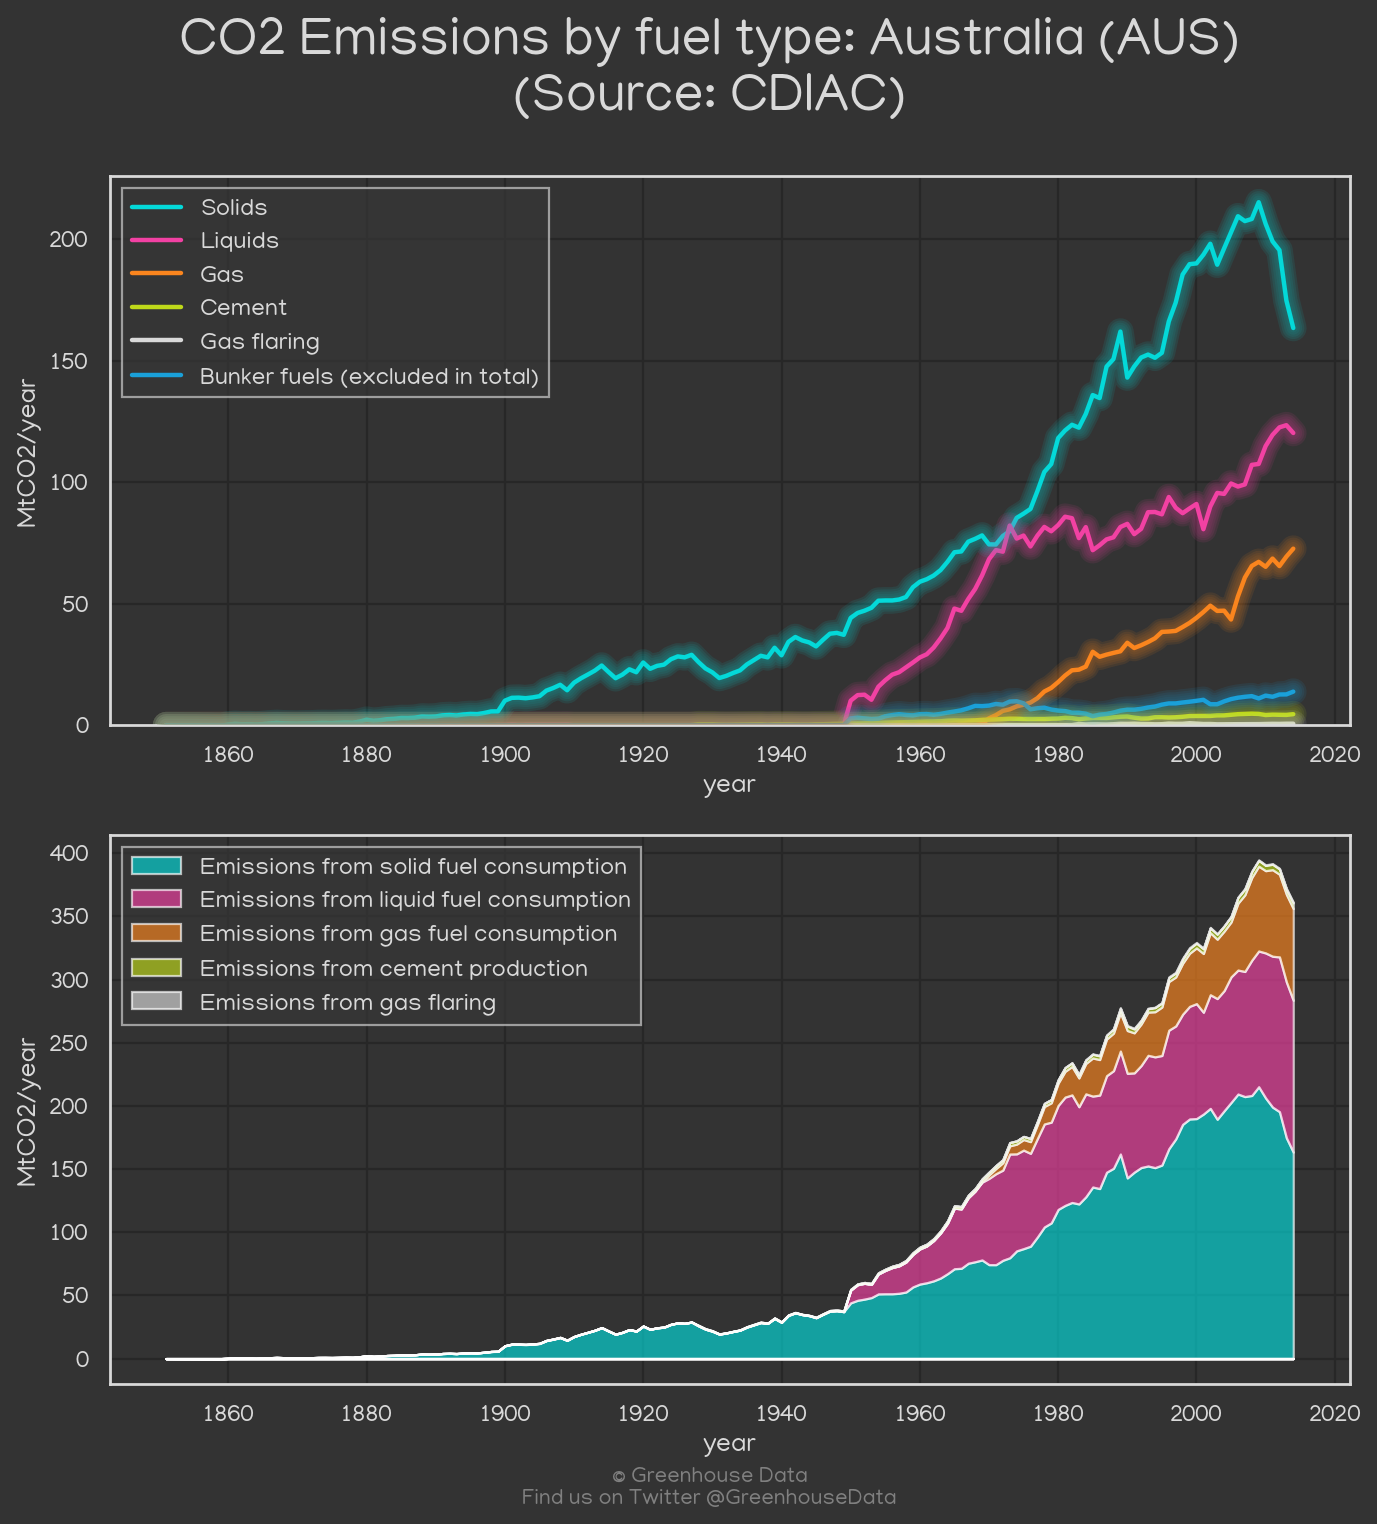 CO2 Emissions by fuel type: Australia (AUS)
(Source: CDIAC)
Solids
Liquids
Gas
Cement
Gas flaring
Bunker fuels (excluded in total)
200
150
100
50
0
MtCO2/year
1860 1880 1900 1920 1940 1960 1980 2000 2020
year
Emissions from solid fuel consumption
Emissions from liquid fuel consumption
Emissions from gas fuel consumption
Emissions from cement production
Emissions from gas flaring
400
350
300
250
200
150
100
50
0
MtCO2/year
1860 1880 1900 1920 1940 1960 1980 2000 2020
year
© Greenhouse Data
Find us on Twitter @GreenhouseData